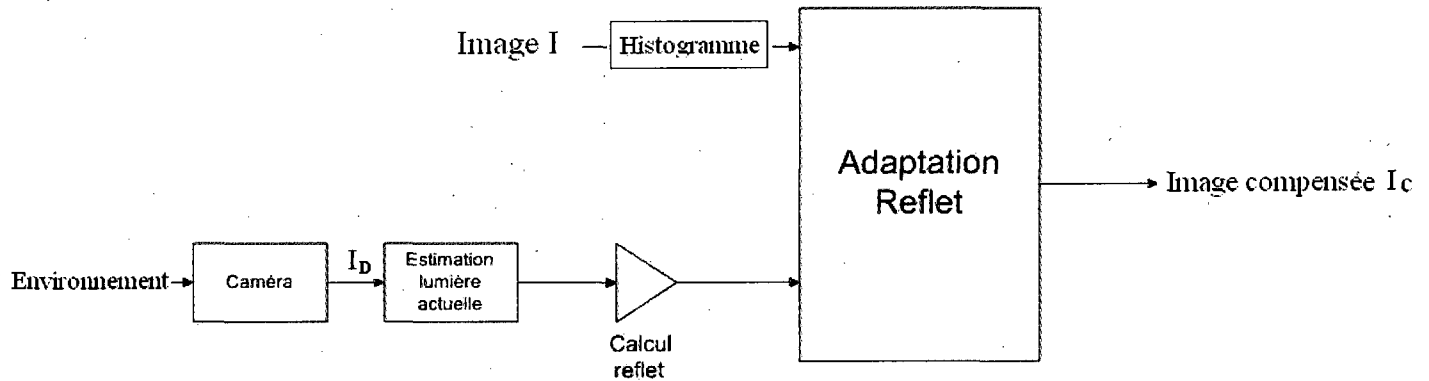 Image I
Histogramme
Adaptation
Reflet
Image compensée IC
Environnement
Caméra
ID
Estimation
lumière
actuelle
Calcul
reflet